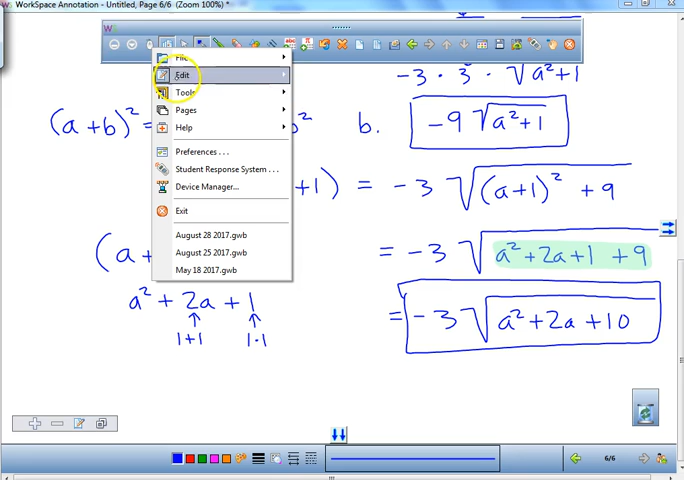 WorkSpace Annotation - Untitled, Page 6/6 (Zoom 100%) *
-3 · 3 · √a²+1
File
Edit
Tools
Pages
Help
Preferences . . .
Student Response System . . .
Device Manager...
Exit
August 28 2017.gwb
August 25 2017.gwb
May 18 2017.gwb
(a+b)² =
b²
b. -9√a²+1
+1) = -3√(a+1)² +9
(a+
= -3√a²+2a+1 +9
a² + 2a + 1
↑ ↑
1+1 1·1
= -3√a²+2a+10
6/6